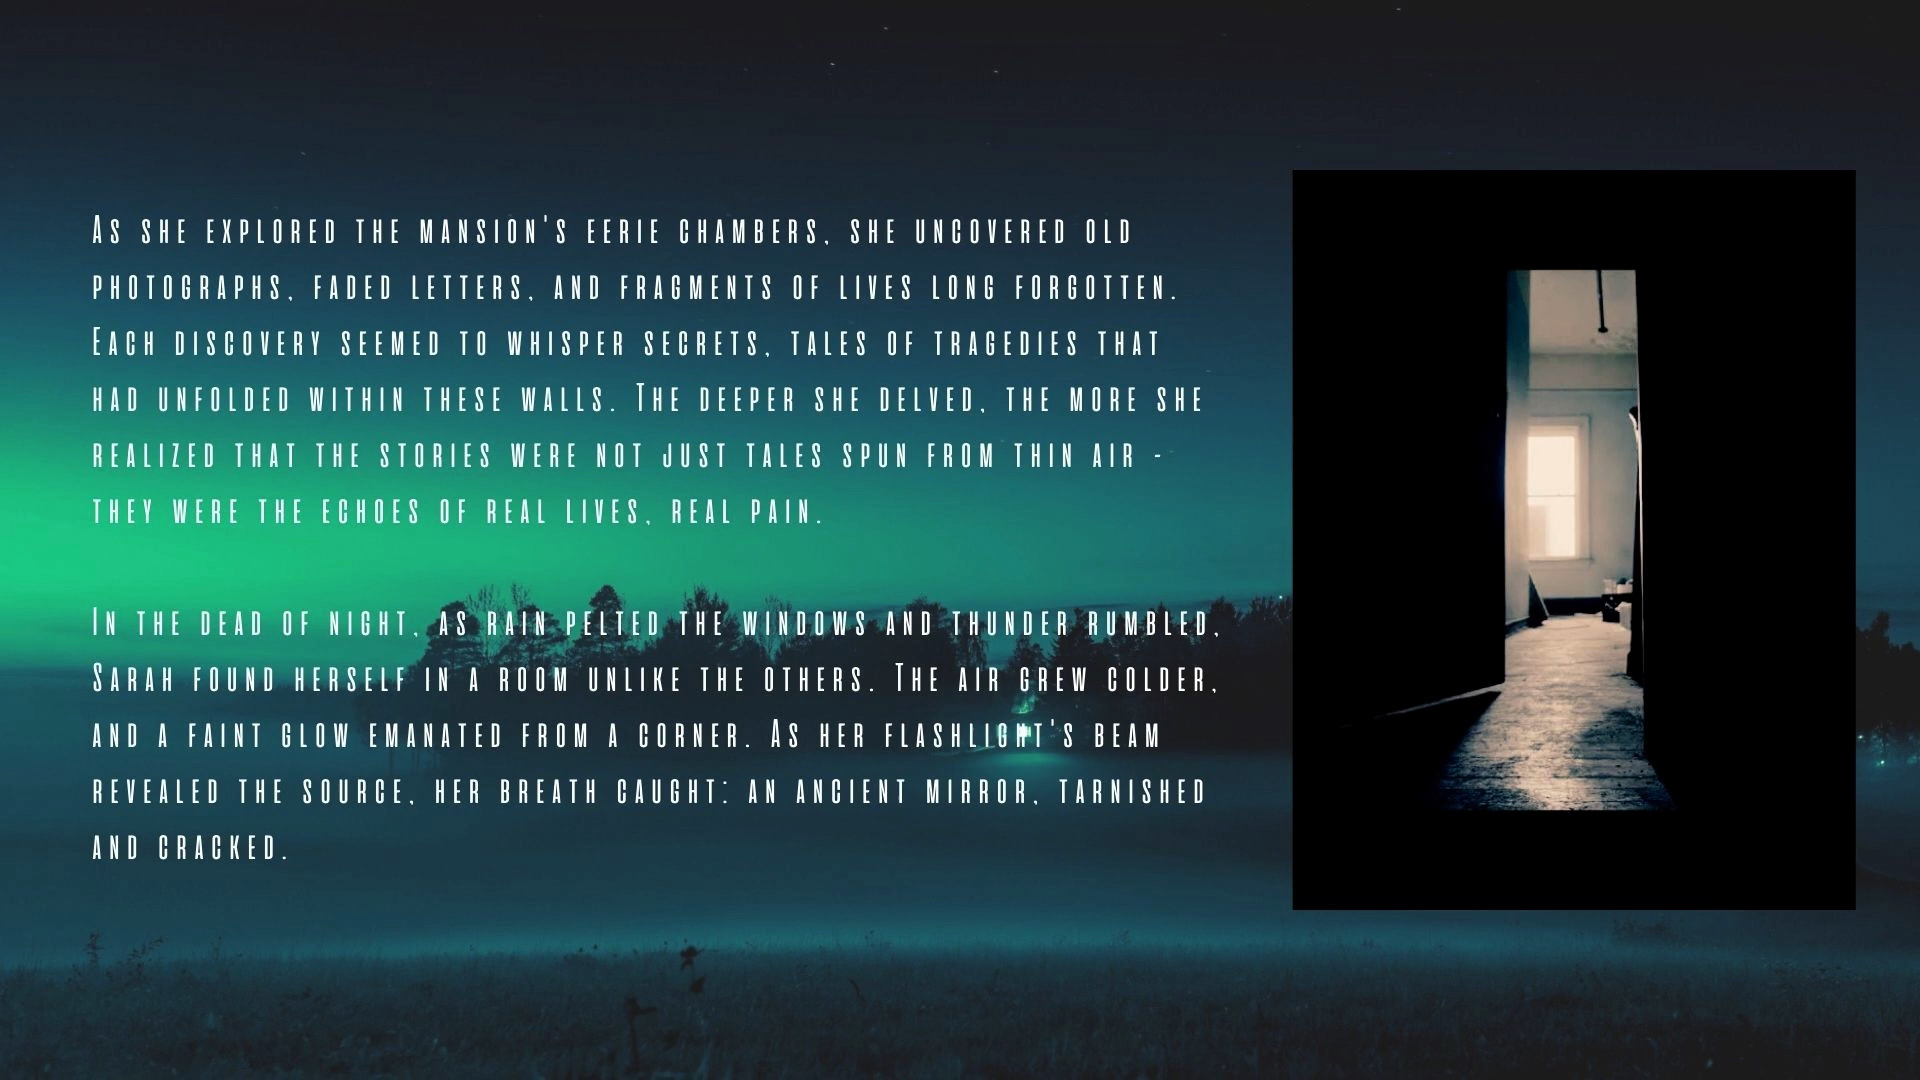 As she explored the mansion's eerie chambers, she uncovered old
photographs, faded letters, and fragments of lives long forgotten.
Each discovery seemed to whisper secrets, tales of tragedies that
had unfolded within these walls. The deeper she delved, the more she
realized that the stories were not just tales spun from thin air -
they were the echoes of real lives, real pain.
In the dead of night, as rain pelted the windows and thunder rumbled,
Sarah found herself in a room unlike the others. The air grew colder,
and a faint glow emanated from a corner. As her flashlight's beam
revealed the source, her breath caught: an ancient mirror, tarnished
and cracked.